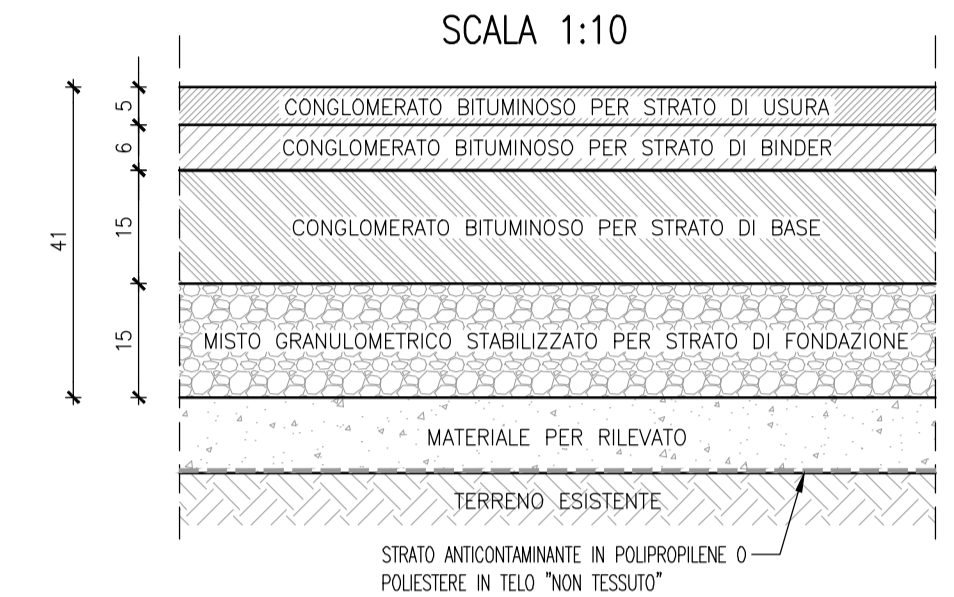 SCALA 1:10
5
CONGLOMERATO BITUMINOSO PER STRATO DI USURA
6
CONGLOMERATO BITUMINOSO PER STRATO DI BINDER
15
CONGLOMERATO BITUMINOSO PER STRATO DI BASE
41
15
MISTO GRANULOMETRICO STABILIZZATO PER STRATO DI FONDAZIONE
MATERIALE PER RILEVATO
TERRENO ESISTENTE
STRATO ANTICONTAMINANTE IN POLIPROPILENE O
POLIESTERE IN TELO "NON TESSUTO"